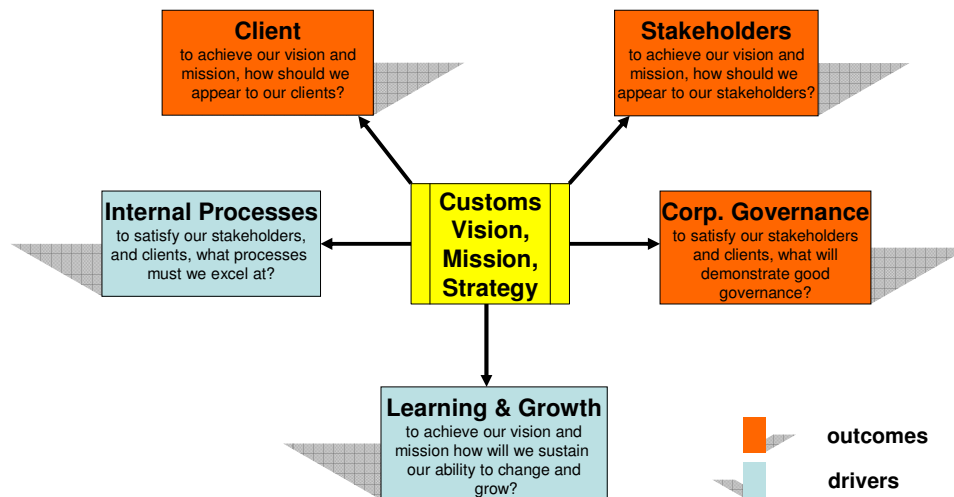 Client
to achieve our vision and
mission, how should we
appear to our clients?
Stakeholders
to achieve our vision and
mission, how should we
appear to our stakeholders?
Internal Processes
to satisfy our stakeholders,
and clients, what processes
must we excel at?
Customs
Vision,
Mission,
Strategy
Corp. Governance
to satisfy our stakeholders
and clients, what will
demonstrate good
governance?
Learning & Growth
to achieve our vision and
mission how will we sustain
our ability to change and
grow?
outcomes
drivers